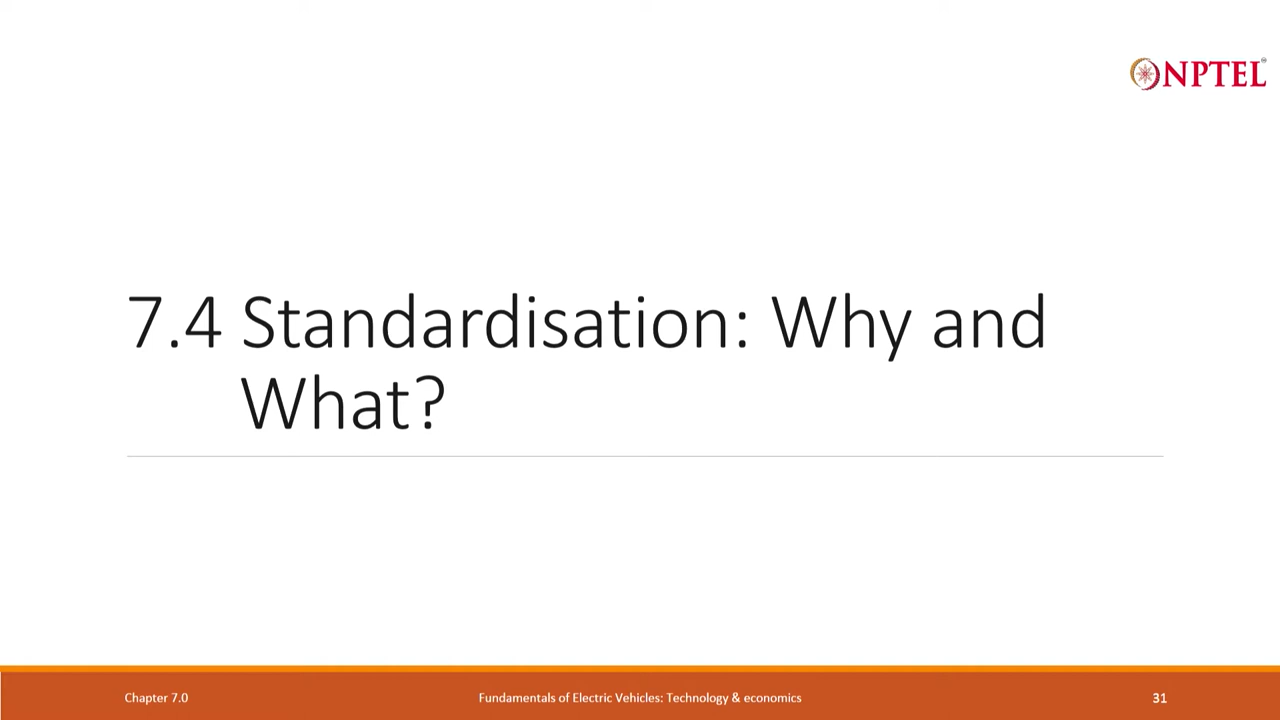 NPTEL
7.4 Standardisation: Why and
What?
Chapter 7.0
Fundamentals of Electric Vehicles: Technology & economics
31